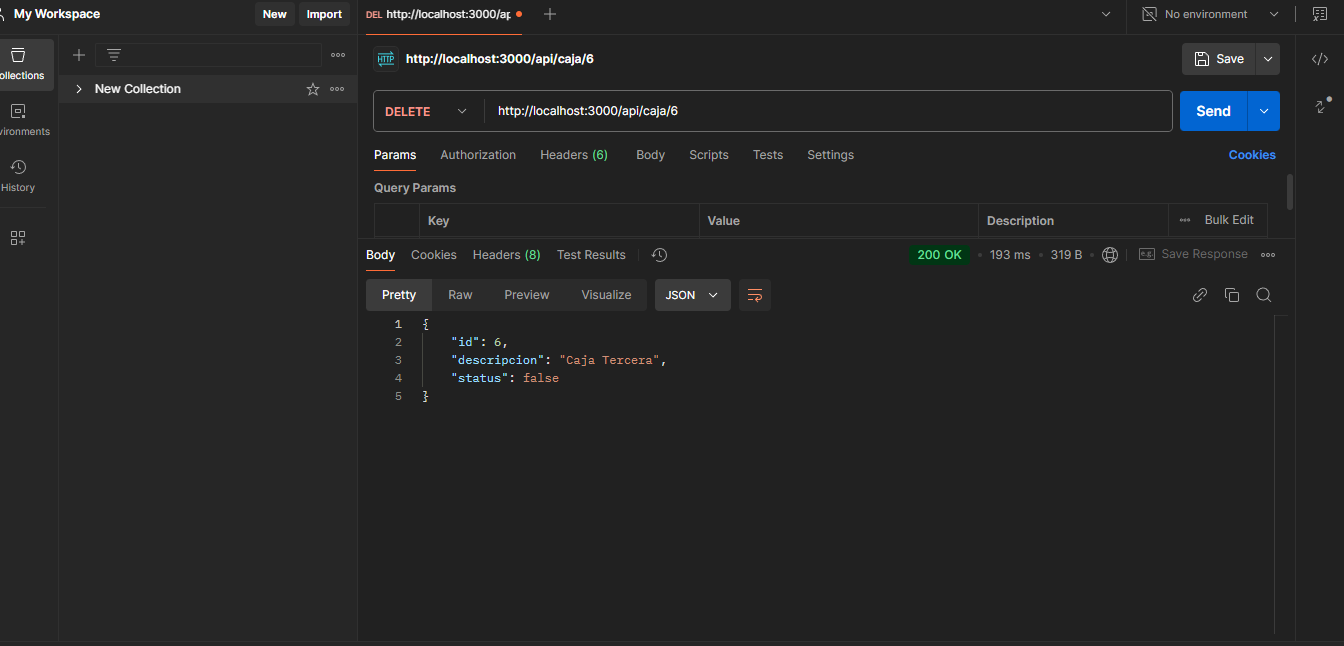 My Workspace
New
Import
DEL http://localhost:3000/ap
No environment
ollections
vironments
History
New Collection
HTTP
http://localhost:3000/api/caja/6
Save
DELETE
http://localhost:3000/api/caja/6
Send
Params
Authorization
Headers (6)
Body
Scripts
Tests
Settings
Cookies
Query Params
Key
Value
Description
Bulk Edit
Body
Cookies
Headers (8)
Test Results
200 OK
193 ms
319 B
e.g.
Save Response
Pretty
Raw
Preview
Visualize
JSON
1 {
2 "id": 6,
3 "descripcion": "Caja Tercera",
4 "status": false
5 }